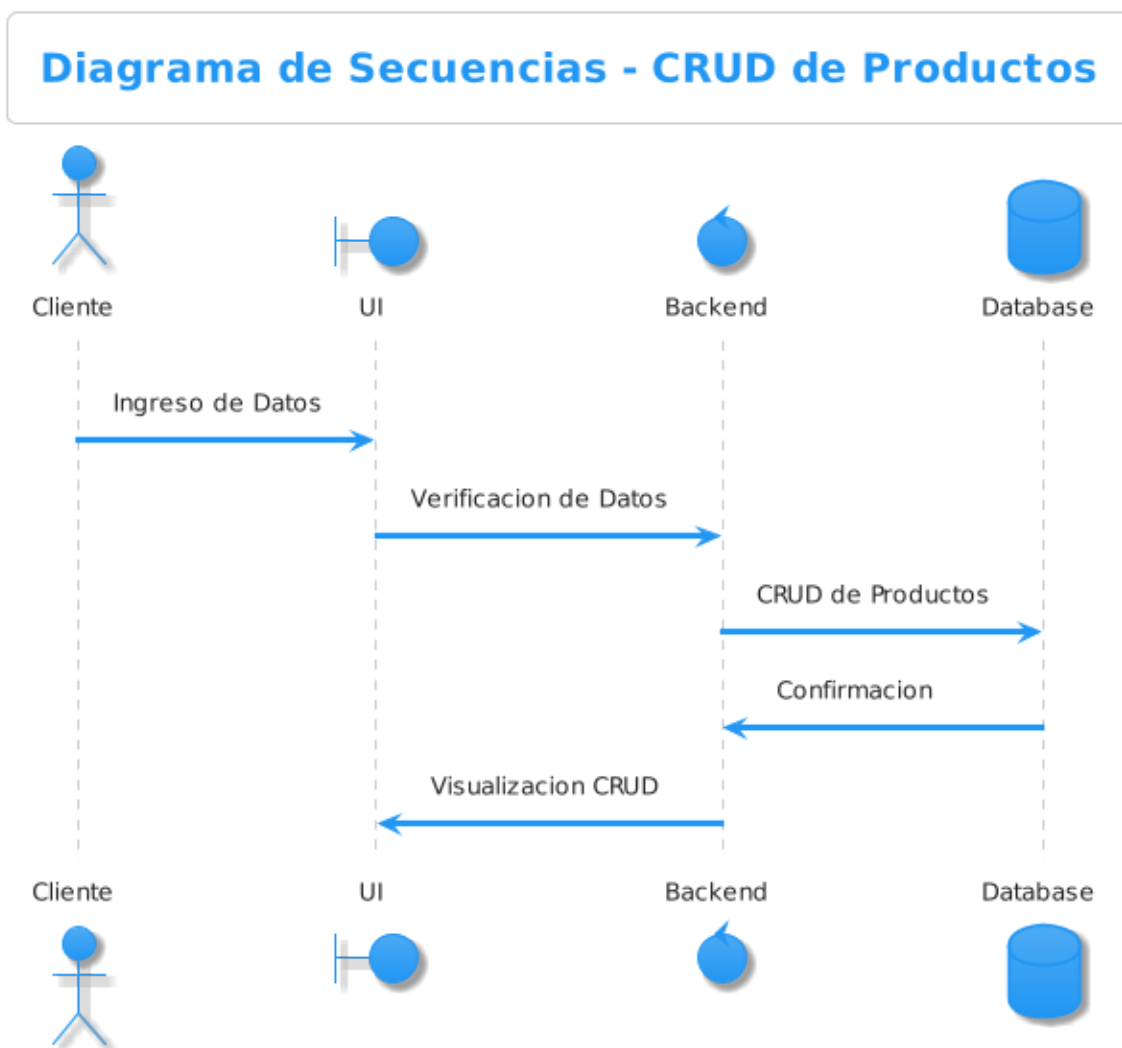 Diagrama de Secuencias - CRUD de Productos
Cliente
UI
Backend
Database
Ingreso de Datos
Verificacion de Datos
CRUD de Productos
Confirmacion
Visualizacion CRUD
Cliente
UI
Backend
Database